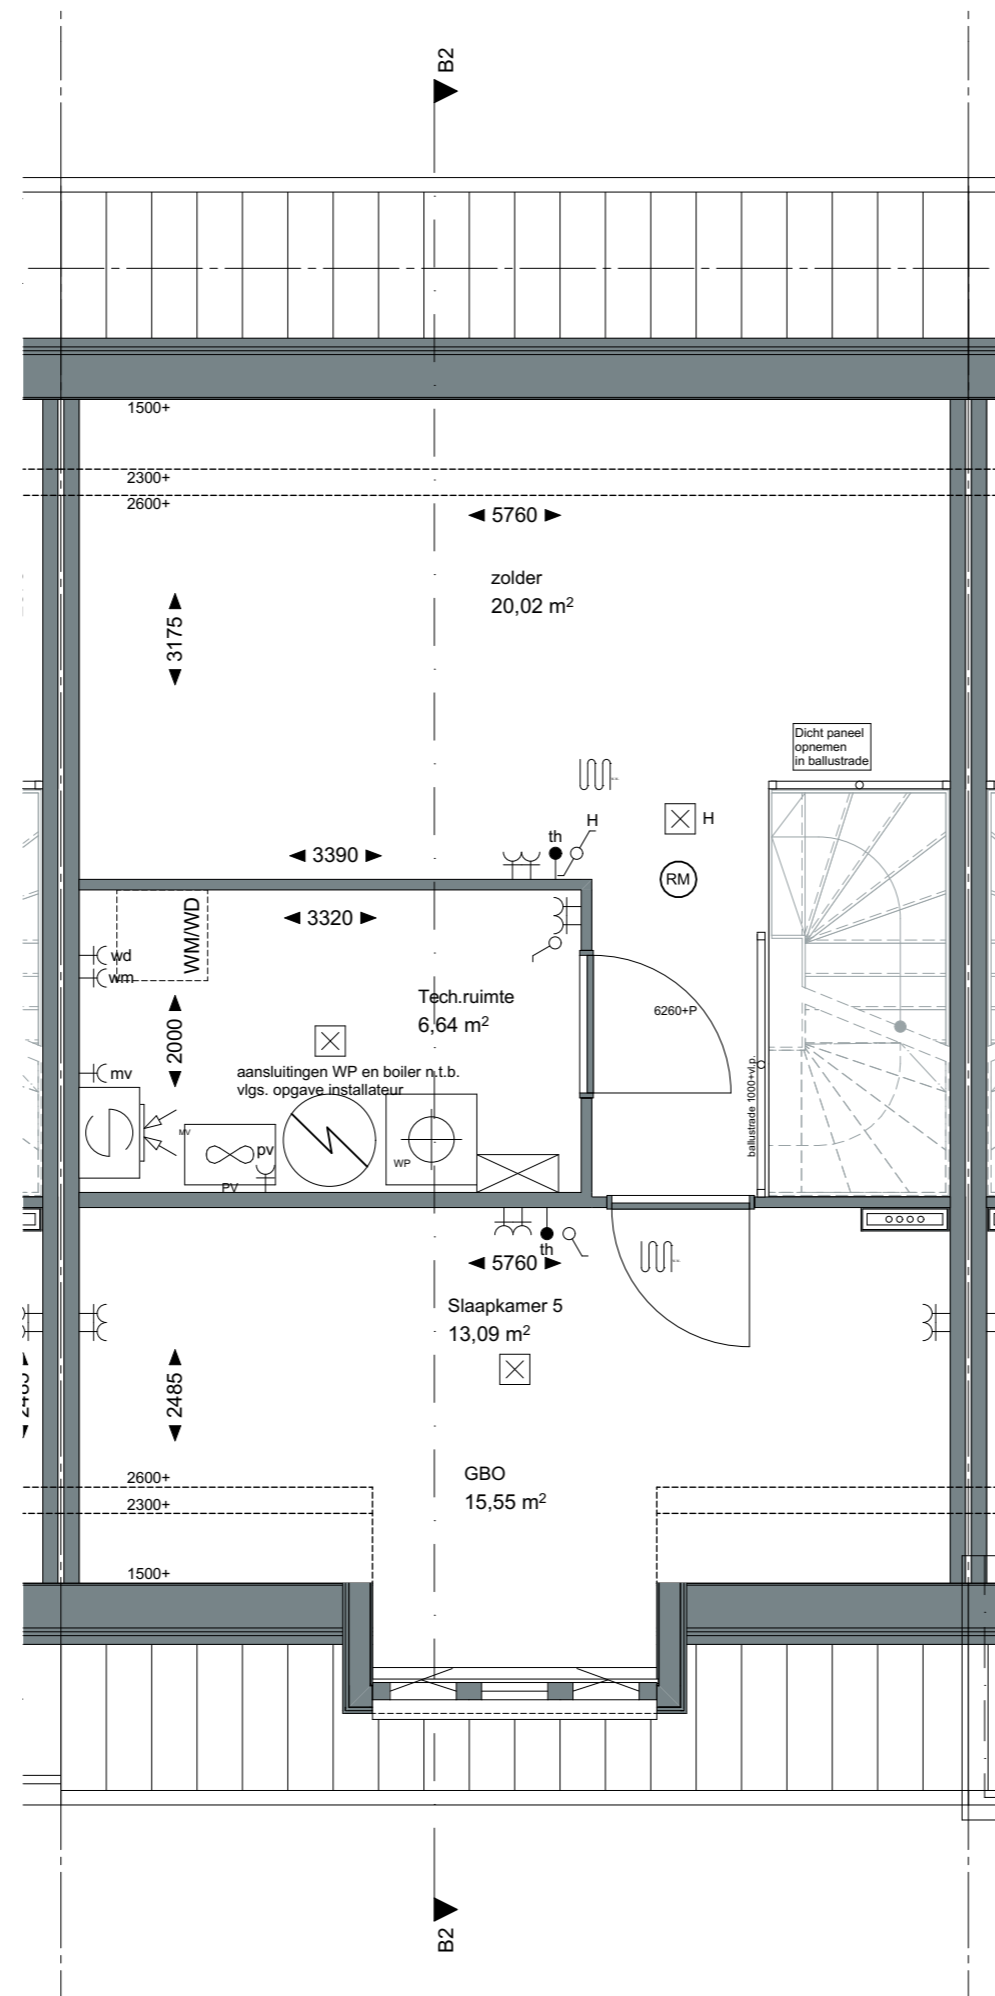 B2
1500+
2300+
2600+
5760
zolder
20,02 m²
3175
Dicht paneel
opnemen
in ballustrade
H
H
th
3390
RM
3320
WM/WD
wd
wm
Tech.ruimte
6,64 m²
6260+P
2000
mv
aansluitingen WP en boiler n.t.b.
vlgs. opgave installateur
ballustrade 1000+vl.p.
MV
pv
WP
PV
th
5760
Slaapkamer 5
13,09 m²
2485
2485
GBO
15,55 m²
2600+
2300+
1500+
B2